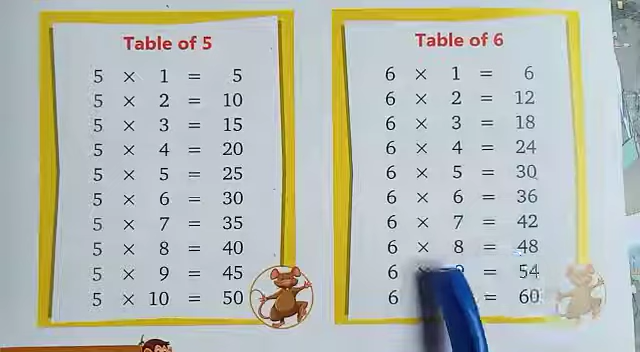 Table of 5
5 × 1 = 5
5 × 2 = 10
5 × 3 = 15
5 × 4 = 20
5 × 5 = 25
5 × 6 = 30
5 × 7 = 35
5 × 8 = 40
5 × 9 = 45
5 × 10 = 50
Table of 6
6 × 1 = 6
6 × 2 = 12
6 × 3 = 18
6 × 4 = 24
6 × 5 = 30
6 × 6 = 36
6 × 7 = 42
6 × 8 = 48
6 × = 54
6 = 60